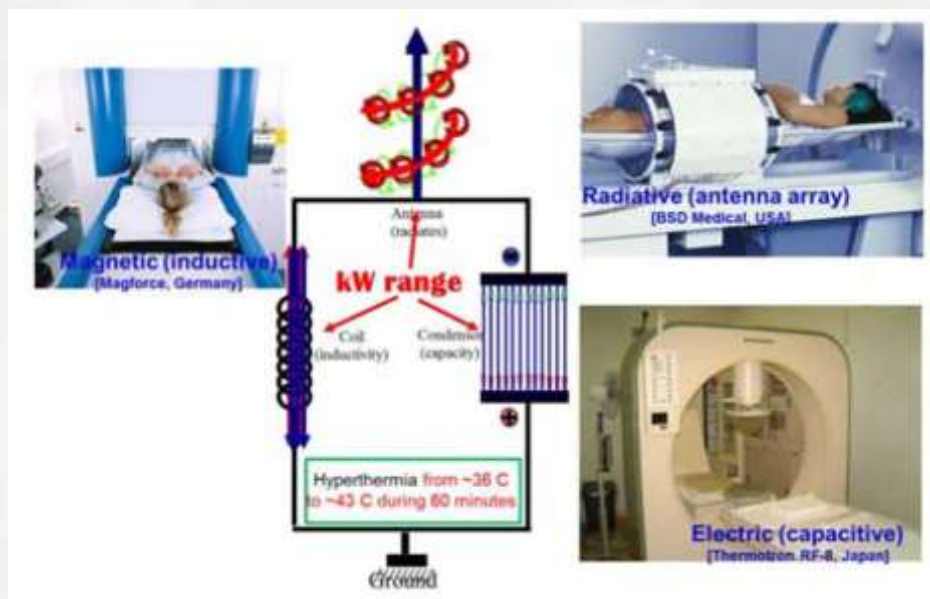 Magnetic (inductive)
[Magforce, Germany]
Antenna
(radiates)
kW range
Coil
(inductivity)
Condenser
(capacity)
Hyperthermia from ~36 C
to ~43 C during 60 minutes
Ground
Radiative (antenna array)
[BSD Medical, USA]
Electric (capacitive)
[Thermotron RF-8, Japan]